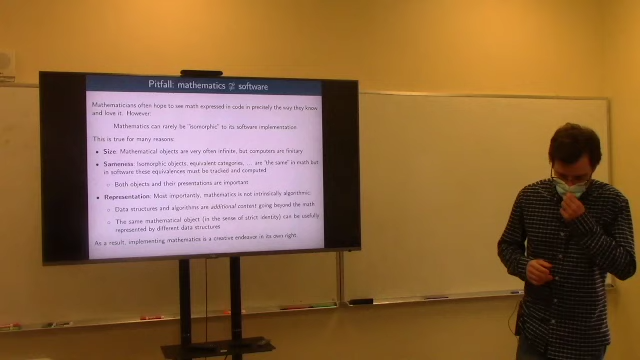 Pitfall: mathematics ≇ software
Mathematicians often hope to see math expressed in code in precisely the way they know
and love it. However:
Mathematics can rarely be "isomorphic" to its software implementation.
This is true for many reasons:
• Size: Mathematical objects are very often infinite, but computers are finitary
• Sameness: Isomorphic objects, equivalent categories, ... are "the same" in math but
in software these equivalences must be tracked and computed
○ Both objects and their presentations are important
• Representation: Most importantly, mathematics is not intrinsically algorithmic.
○ Data structures and algorithms are additional content going beyond the math
○ The same mathematical object (in the sense of strict identity) can be usefully
represented by different data structures
As a result, implementing mathematics is a creative endeavor in its own right.